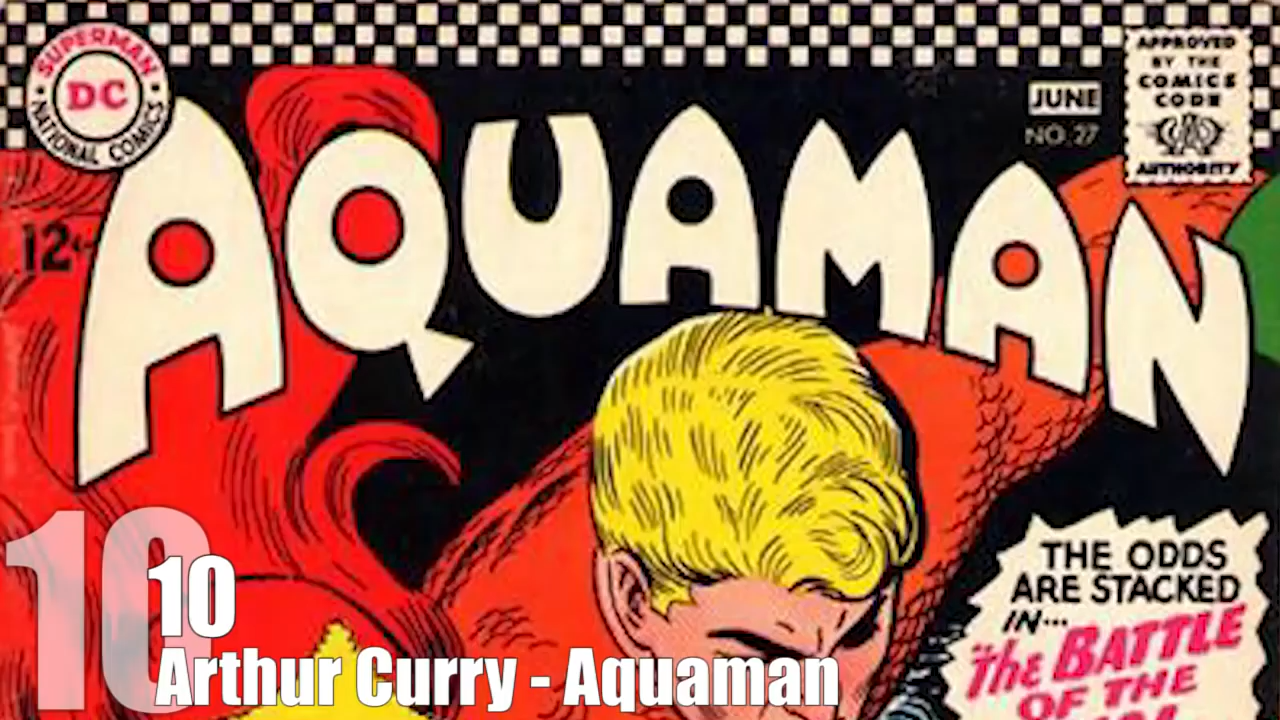 SUPERMAN
DC
NATIONAL COMICS
AQUAMAN
12¢
JUNE
NO. 27
APPROVED
BY THE
COMICS
CODE
AUTHORITY
THE ODDS
ARE STACKED
IN...
"The BATTLE
OF THE
10
10
Arthur Curry - Aquaman